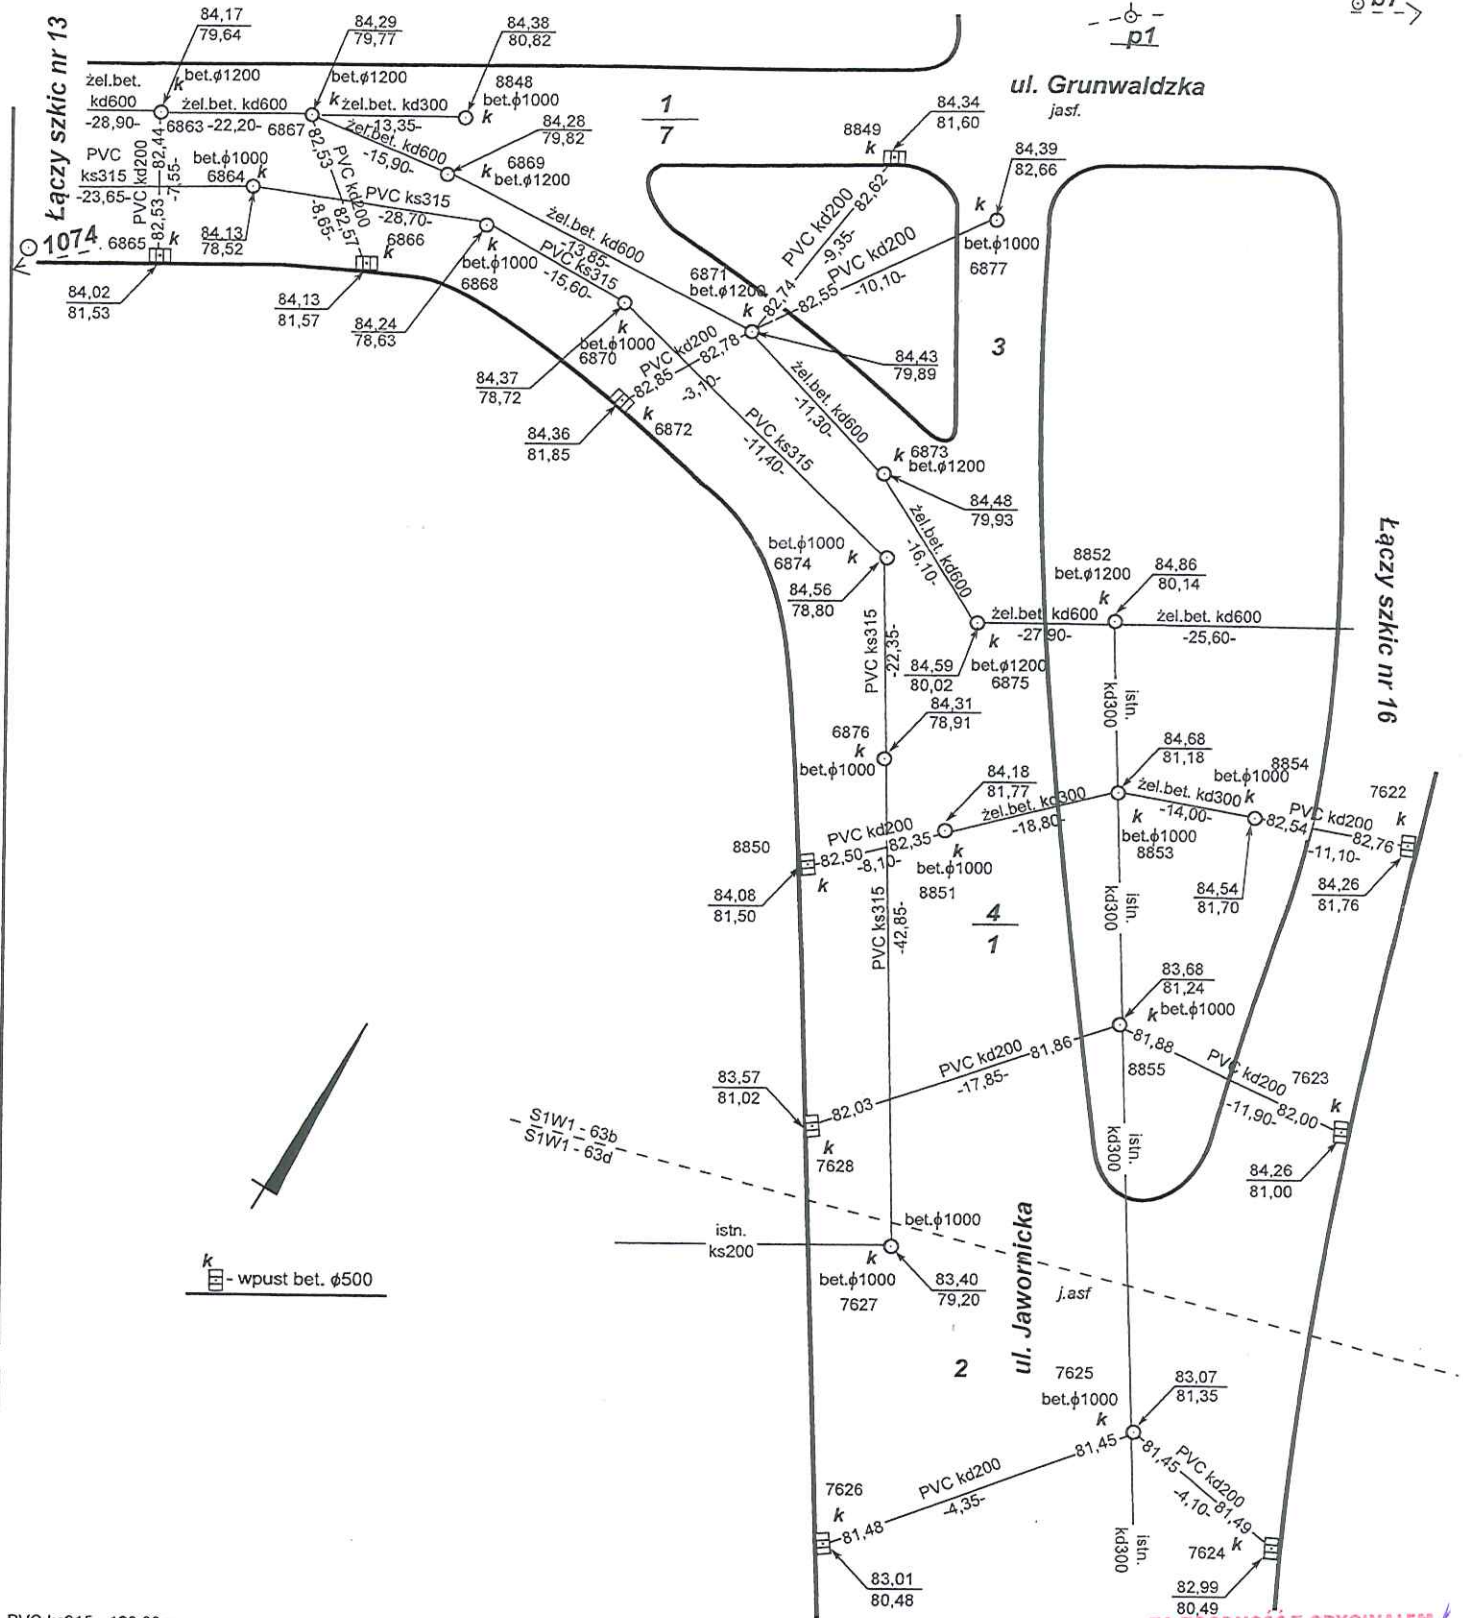 Łączy szkic nr 13
84,17
79,64
84,29
79,77
84,38
80,82
p1
ul. Grunwaldzka
jasf.
żel.bet.
kd600
-28,90-
k
bet.ø1200
żel.bet. kd600
6863 -22,20- 6867
bet.ø1200
k żel.bet. kd300
-13,35-
8848
bet.ϕ1000
k
1
7
84,28
79,82
84,34
81,60
8849
k
84,39
82,66
PVC
ks315
-23,65-
PVC kd200
82,53 82,44
-7,55-
bet.ϕ1000
6864
k
82,53
PVC kd200
82,57
-8,65-
żel.bet. kd600
-15,90-
6869
k bet.ø1200
PVC ks315
-28,70-
żel.bet. kd600
-13,85-
PVC kd200
82,62
-9,35-
82,74
PVC kd200
82,55 -10,10-
k
bet.ϕ1000
6877
1074
6865
k
84,13
78,52
6866
k
84,02
81,53
84,13
81,57
84,24
78,63
k
bet.ϕ1000
6868
PVC ks315
-15,60-
6871
bet.ø1200
k
3
84,37
78,72
k
bet.ϕ1000
6870
PVC kd200
82,85 82,78
-3,10-
84,43
79,89
84,36
81,85
k
6872
PVC ks315
-11,40-
żel.bet. kd600
-11,30-
k 6873
bet.ø1200
84,48
79,93
bet.ϕ1000
6874
k
84,56
78,80
żel.bet. kd600
-16,10-
8852
bet.ø1200
k
84,86
80,14
Łączy szkic nr 16
żel.bet. kd600
-27,90-
żel.bet. kd600
-25,60-
PVC ks315
-22,35-
84,59
80,02
k
bet.ø1200
6875
istn.
kd300
84,31
78,91
6876
k
bet.ϕ1000
84,68
81,18
84,18
81,77
8854
bet.ϕ1000
k
7622
k
PVC kd200
82,50 82,35
-8,10-
żel.bet. kd300
-18,80-
żel.bet. kd300
-14,00-
PVC kd200
82,54 82,76
-11,10-
8850
k
84,08
81,50
k
bet.ϕ1000
8851
k
bet.ϕ1000
8853
84,54
81,70
84,26
81,76
PVC ks315
-42,85-
4
1
istn.
kd300
83,68
81,24
k bet.ϕ1000
8855
PVC kd200
82,03 81,86
-17,85-
81,88
PVC kd200
-11,90-
82,00
7623
k
83,57
81,02
k
7628
84,26
81,00
S1W1 - 63b
S1W1 - 63d
istn.
kd300
istn.
ks200
bet.ϕ1000
k
bet.ϕ1000
7627
83,40
79,20
ul. Jawornicka
j.asf
k
- wpust bet. ϕ500
2
7625
bet.ϕ1000
k
83,07
81,35
7626
k
81,48
PVC kd200
-4,35-
81,45
81,45
PVC kd200
-4,10-
81,49
7624
k
istn.
kd300
83,01
80,48
82,99
80,49